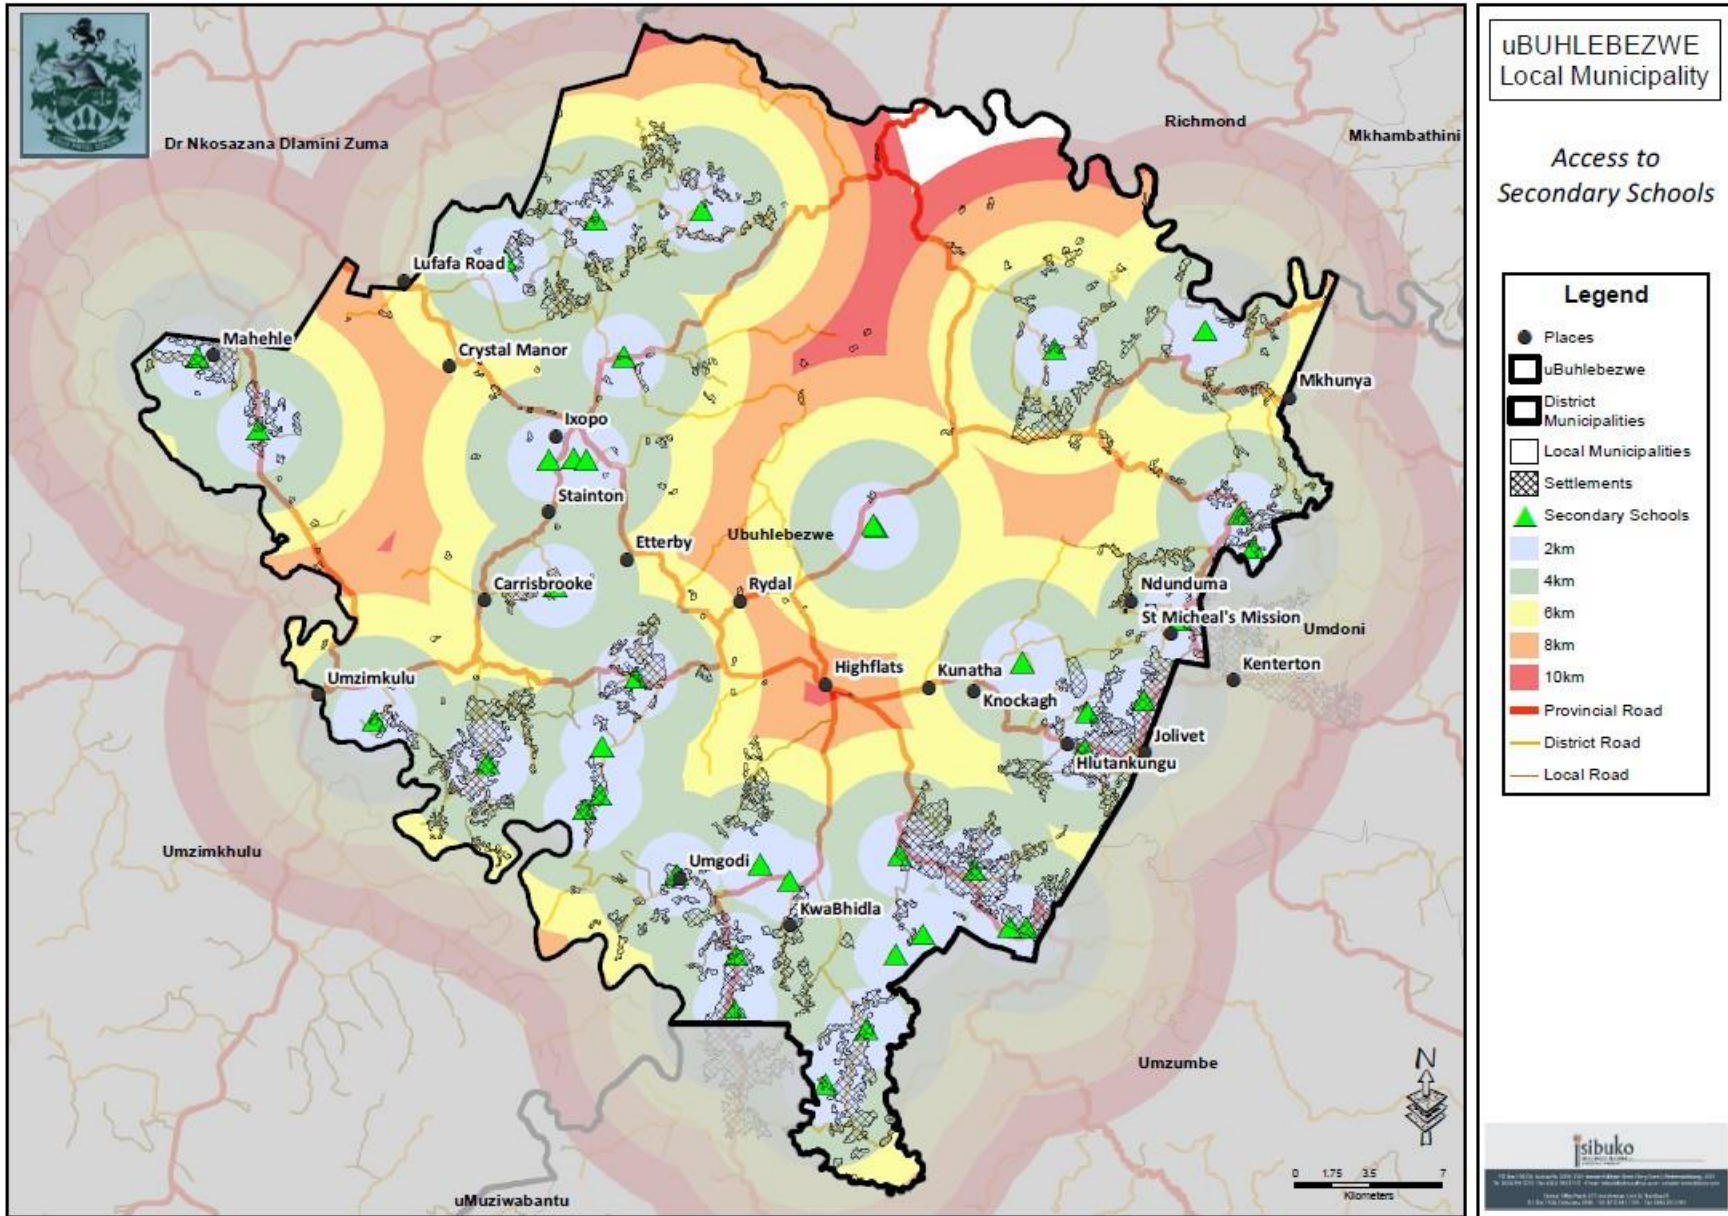 uBUHLEBEZWE
Local Municipality
Access to
Secondary Schools
Legend
Places
uBuhlebezwe
District
Municipalities
Local Municipalities
Settlements
Secondary Schools
2km
4km
6km
8km
10km
Provincial Road
District Road
Local Road
Dr Nkosazana Dlamini Zuma
Richmond
Mkhambathini
Lufafa Road
Mahehle
Crystal Manor
Mkhunya
Ixopo
Stainton
Etterby
Ubuhlebezwe
Carrisbrooke
Rydal
Ndunduma
St Micheal's Mission
Umdoni
Umzimkulu
Highflats
Kunatha
Kenterton
Knockagh
Jolivet
Hlutankungu
Umzimkhulu
Umgodi
KwaBhidla
Umzumbe
uMuziwabantu
N
0 1.75 3.5 7
Kilometers
isibuko